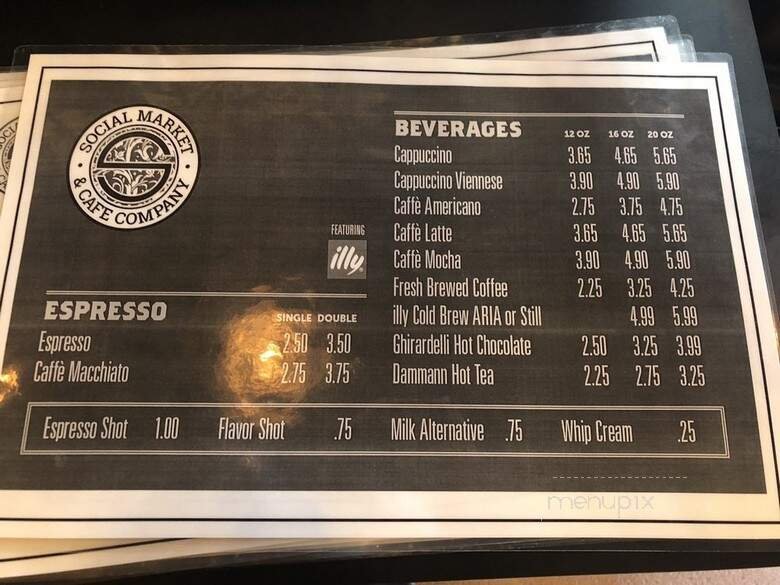 SOCIAL MARKET
& CAFE COMPANY
FEATURING
illy
ESPRESSO SINGLE DOUBLE
Espresso 2.50 3.50
Caffè Macchiato 2.75 3.75
BEVERAGES 12 OZ 16 OZ 20 OZ
Cappuccino 3.65 4.65 5.65
Cappuccino Viennese 3.90 4.90 5.90
Caffè Americano 2.75 3.75 4.75
Caffè Latte 3.65 4.65 5.65
Caffè Mocha 3.90 4.90 5.90
Fresh Brewed Coffee 2.25 3.25 4.25
illy Cold Brew ARIA or Still 4.99 5.99
Ghirardelli Hot Chocolate 2.50 3.25 3.99
Dammann Hot Tea 2.25 2.75 3.25
Espresso Shot 1.00 Flavor Shot .75 Milk Alternative .75 Whip Cream .25
menupix